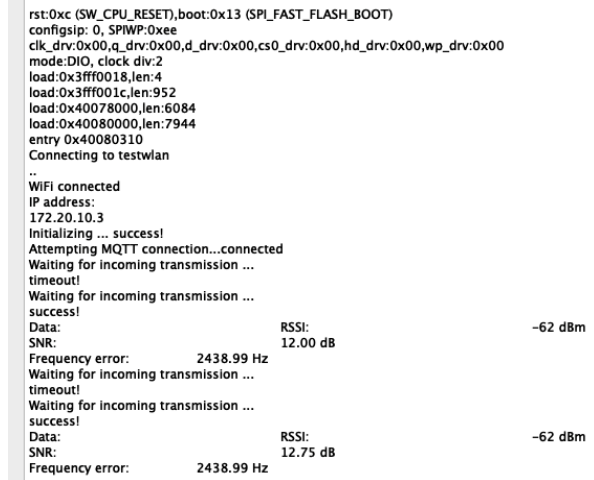 rst:0xc (SW_CPU_RESET),boot:0x13 (SPI_FAST_FLASH_BOOT)
configsip: 0, SPIWP:0xee
clk_drv:0x00,q_drv:0x00,d_drv:0x00,cs0_drv:0x00,hd_drv:0x00,wp_drv:0x00
mode:DIO, clock div:2
load:0x3fff0018,len:4
load:0x3fff001c,len:952
load:0x40078000,len:6084
load:0x40080000,len:7944
entry 0x40080310
Connecting to testwlan
..
WiFi connected
IP address:
172.20.10.3
Initializing ... success!
Attempting MQTT connection...connected
Waiting for incoming transmission ...
timeout!
Waiting for incoming transmission ...
success!
Data: RSSI: -62 dBm
SNR: 12.00 dB
Frequency error: 2438.99 Hz
Waiting for incoming transmission ...
timeout!
Waiting for incoming transmission ...
success!
Data: RSSI: -62 dBm
SNR: 12.75 dB
Frequency error: 2438.99 Hz